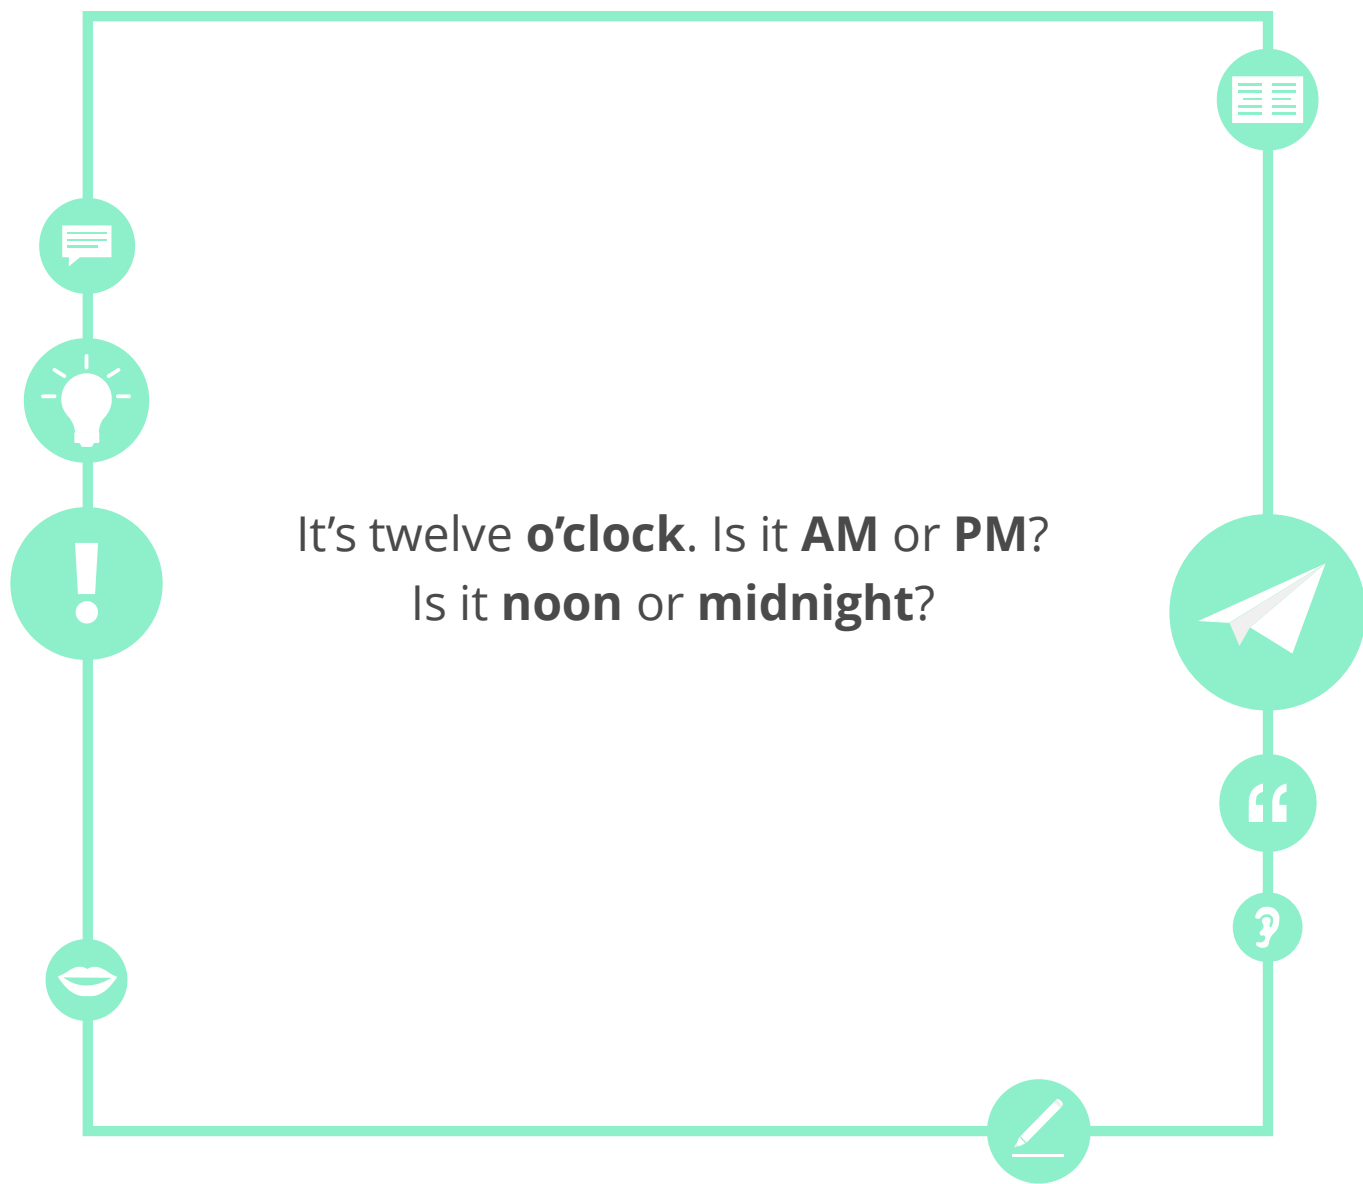 It’s twelve o’clock. Is it AM or PM?
Is it noon or midnight?